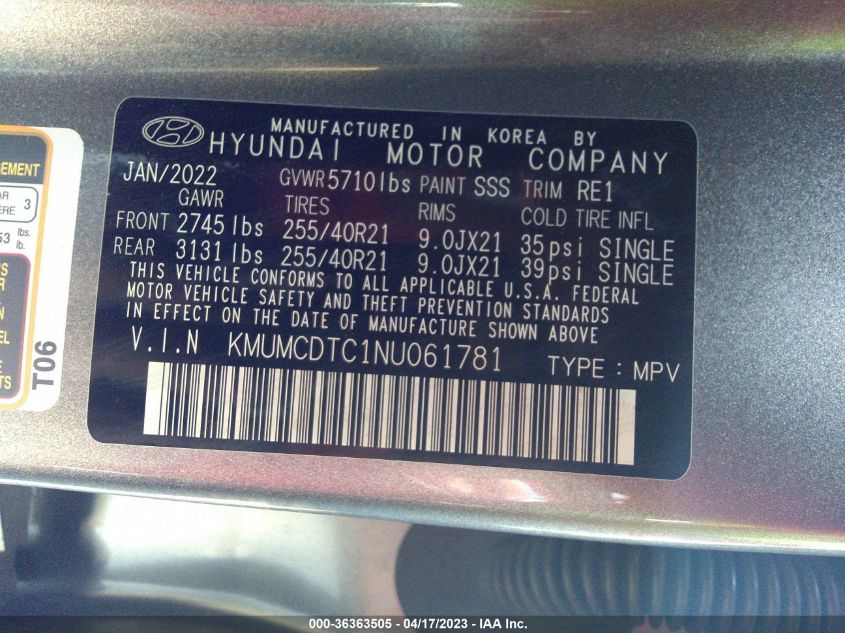 MANUFACTURED IN KOREA BY
HYUNDAI MOTOR COMPANY
JAN/2022 GVWR 5710lbs PAINT SSS TRIM RE1
GAWR TIRES RIMS COLD TIRE INFL
FRONT 2745 lbs 255/40R21 9.0JX21 35psi SINGLE
REAR 3131 lbs 255/40R21 9.0JX21 39psi SINGLE
THIS VEHICLE CONFORMS TO ALL APPLICABLE U.S.A. FEDERAL
MOTOR VEHICLE SAFETY AND THEFT PREVENTION STANDARDS
IN EFFECT ON THE DATE OF MANUFACTURE SHOWN ABOVE
V.I.N KMUMCDTC1NU061781 TYPE : MPV
3
lb.
T06
000-36363505 - 04/17/2023 - IAA Inc.